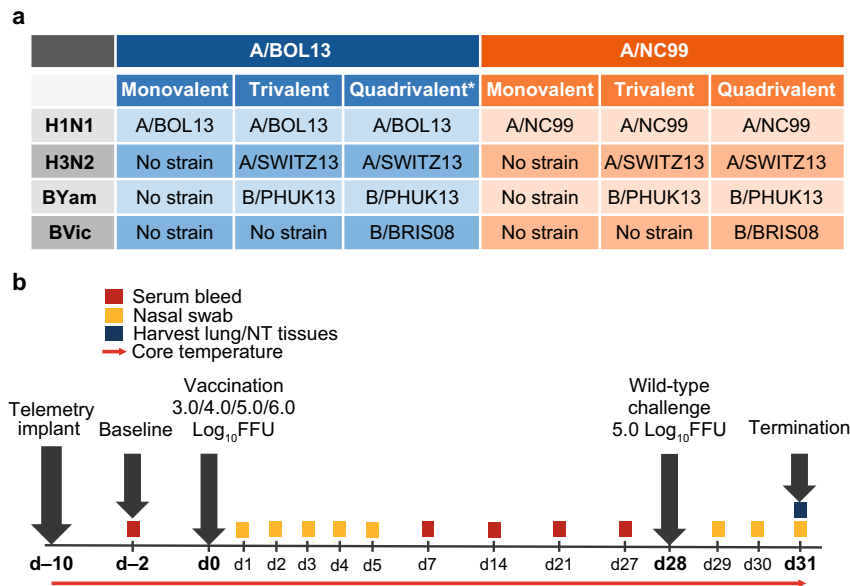 a
A/BOL13 A/NC99
Monovalent Trivalent Quadrivalent* Monovalent Trivalent Quadrivalent
H1N1 A/BOL13 A/BOL13 A/BOL13 A/NC99 A/NC99 A/NC99
H3N2 No strain A/SWITZ13 A/SWITZ13 No strain A/SWITZ13 A/SWITZ13
BYam No strain B/PHUK13 B/PHUK13 No strain B/PHUK13 B/PHUK13
BVic No strain No strain B/BRIS08 No strain No strain B/BRIS08
b
Serum bleed
Nasal swab
Harvest lung/NT tissues
Core temperature
Telemetry
implant
Baseline
Vaccination
3.0/4.0/5.0/6.0
Log₁₀FFU
Wild-type
challenge
5.0 Log₁₀FFU
Termination
d–10 d–2 d0 d1 d2 d3 d4 d5 d7 d14 d21 d27 d28 d29 d30 d31